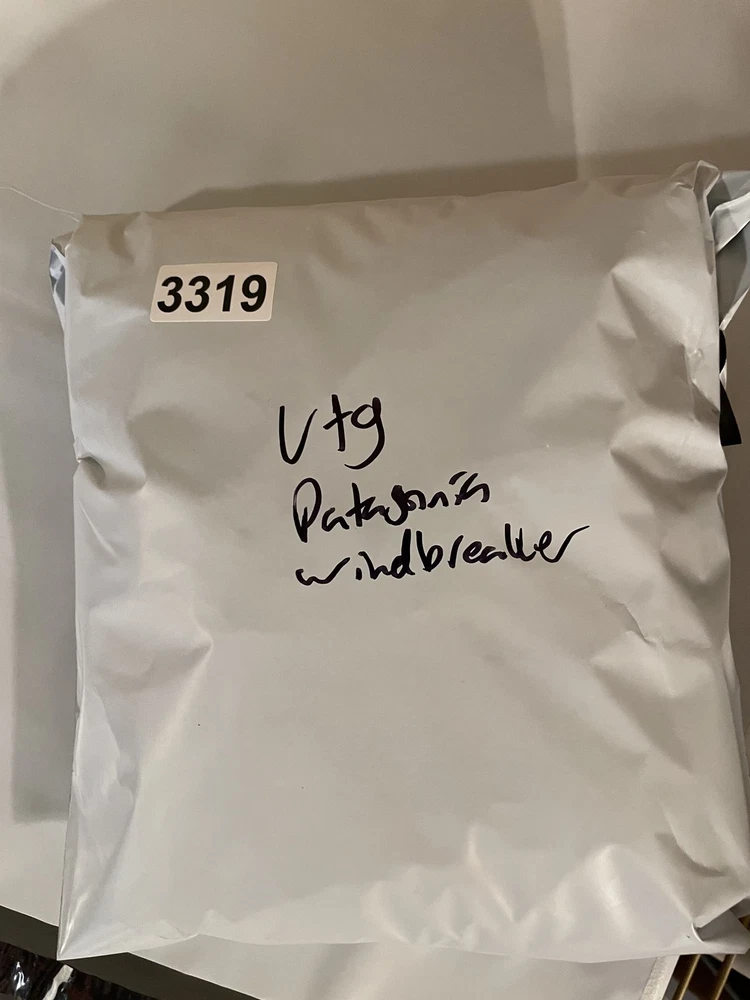 3319
Vtg
Patagonia
windbreaker